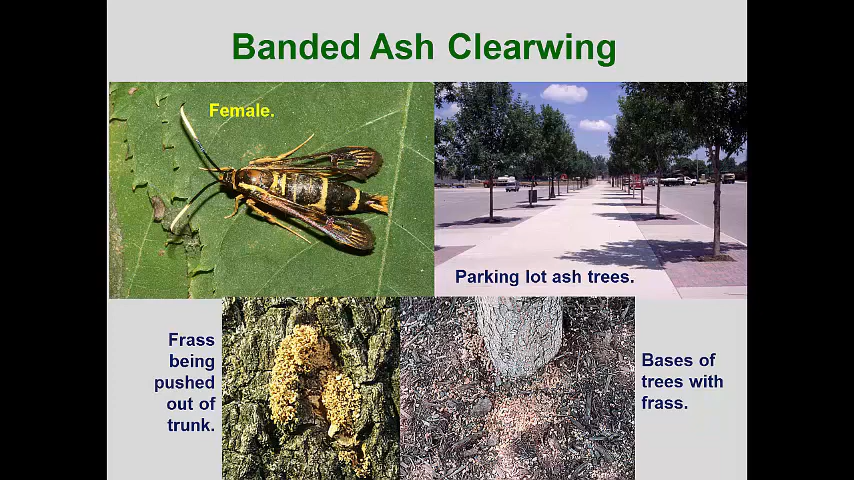 Banded Ash Clearwing
Female.
Parking lot ash trees.
Frass
being
pushed
out of
trunk.
Bases of
trees with
frass.